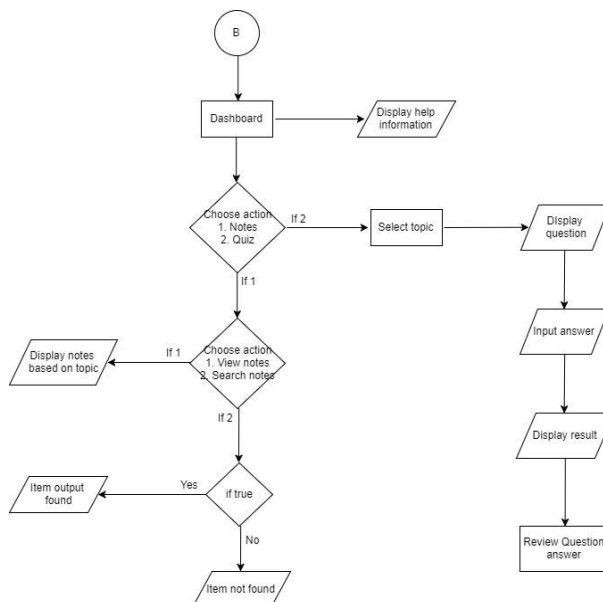 B
Dashboard
Display help
information
Choose action
1. Notes
2. Quiz
If 2
Select topic
DIsplay
question
If 1
Input answer
Display notes
based on topic
If 1
Choose action
1. View notes
2. Search notes
If 2
Display result
Item output
found
Yes
if true
No
Review Question
answer
Item not found